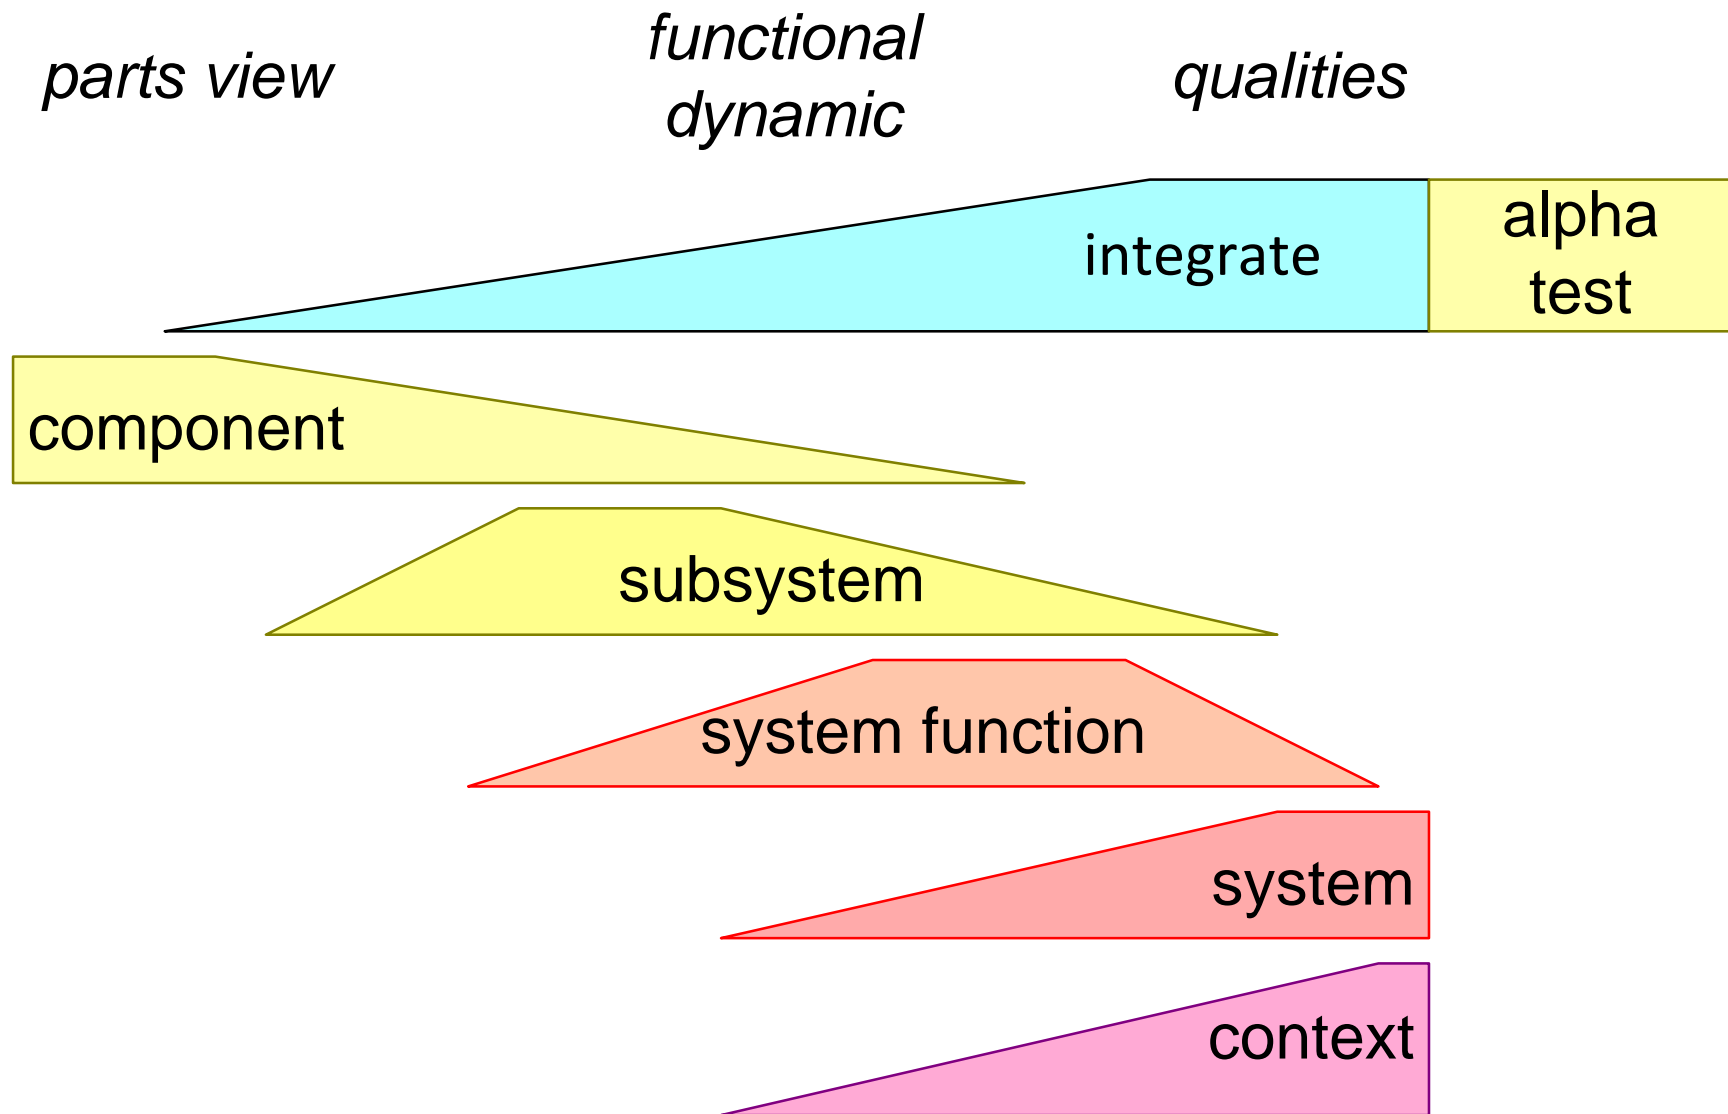 parts view
functional
dynamic
qualities
integrate
alpha
test
component
subsystem
system function
system
context